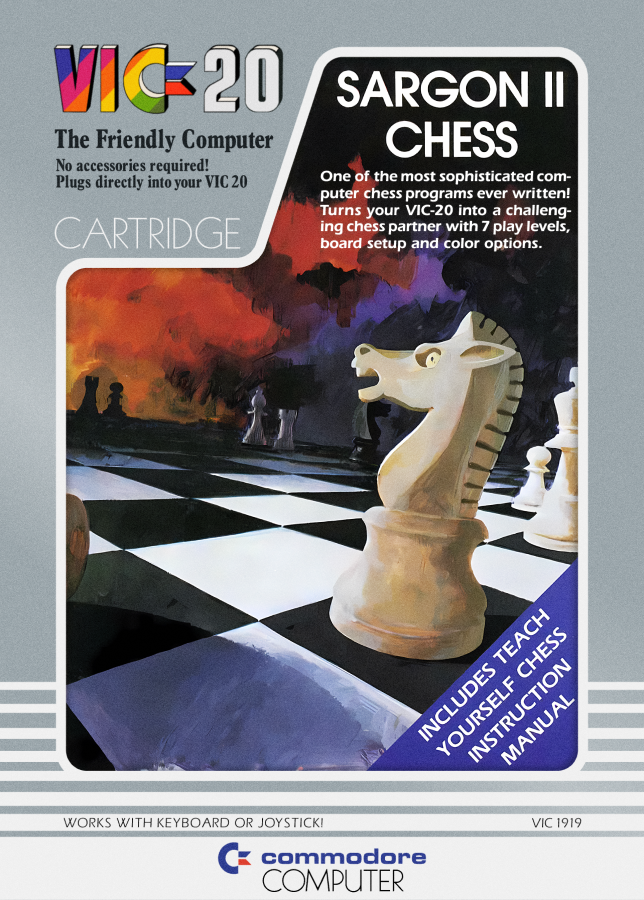 VIC-20
The Friendly Computer
No accessories required!
Plugs directly into your VIC 20
CARTRIDGE
SARGON II
CHESS
One of the most sophisticated com-
puter chess programs ever written!
Turns your VIC-20 into a challeng-
ing chess partner with 7 play levels,
board setup and color options.
INCLUDES TEACH
YOURSELF CHESS
INSTRUCTION
MANUAL
WORKS WITH KEYBOARD OR JOYSTICK!
VIC 1919
commodore
COMPUTER